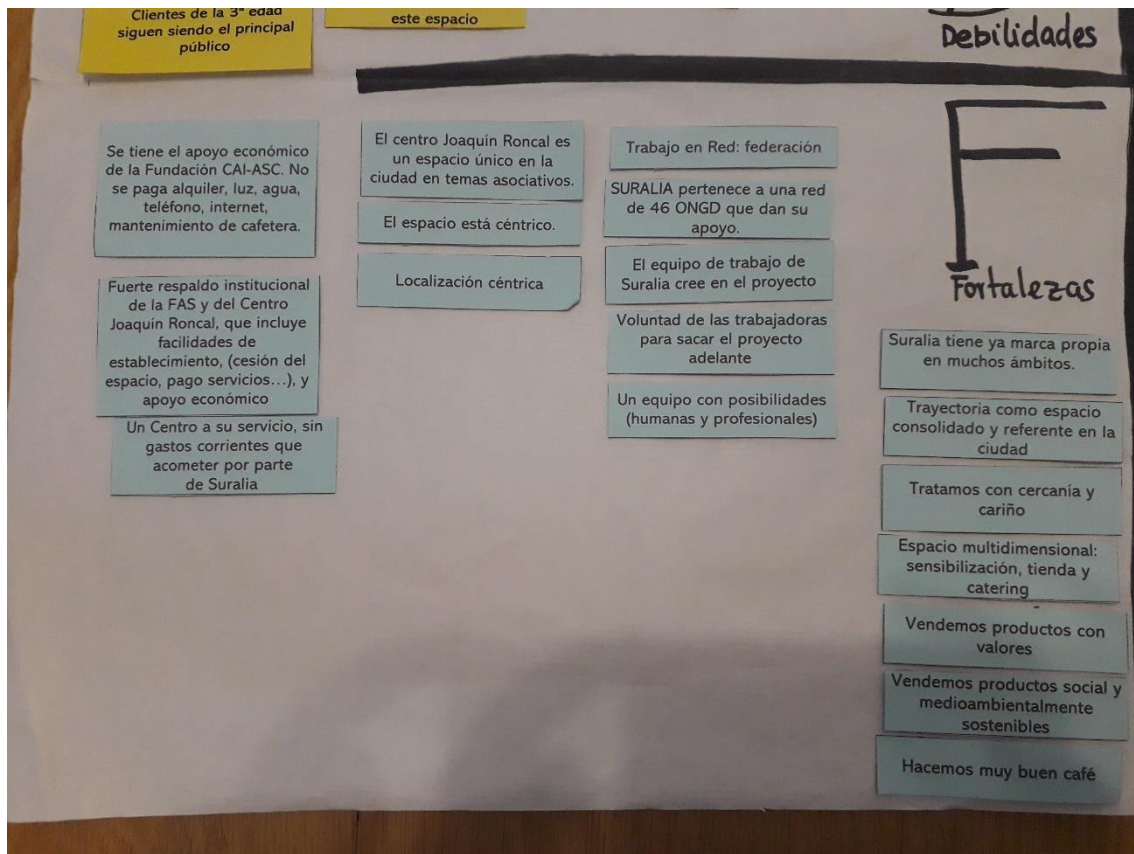 Clientes de la 3ª edad
siguen siendo el principal
público
este espacio
Debilidades
Se tiene el apoyo económico
de la Fundación CAI-ASC. No
se paga alquiler, luz, agua,
teléfono, internet,
mantenimiento de cafetera.
Fuerte respaldo institucional
de la FAS y del Centro
Joaquín Roncal, que incluye
facilidades de
establecimiento, (cesión del
espacio, pago servicios...), y
apoyo económico
Un Centro a su servicio, sin
gastos corrientes que
acometer por parte
de Suralia
El centro Joaquín Roncal es
un espacio único en la
ciudad en temas asociativos.
El espacio está céntrico.
Localización céntrica
Trabajo en Red: federación
SURALIA pertenece a una red
de 46 ONGD que dan su
apoyo.
El equipo de trabajo de
Suralia cree en el proyecto
Voluntad de las trabajadoras
para sacar el proyecto
adelante
Un equipo con posibilidades
(humanas y profesionales)
F
Fortalezas
Suralia tiene ya marca propia
en muchos ámbitos.
Trayectoria como espacio
consolidado y referente en la
ciudad
Tratamos con cercanía y
cariño
Espacio multidimensional:
sensibilización, tienda y
catering
Vendemos productos con
valores
Vendemos productos social y
medioambientalmente
sostenibles
Hacemos muy buen café